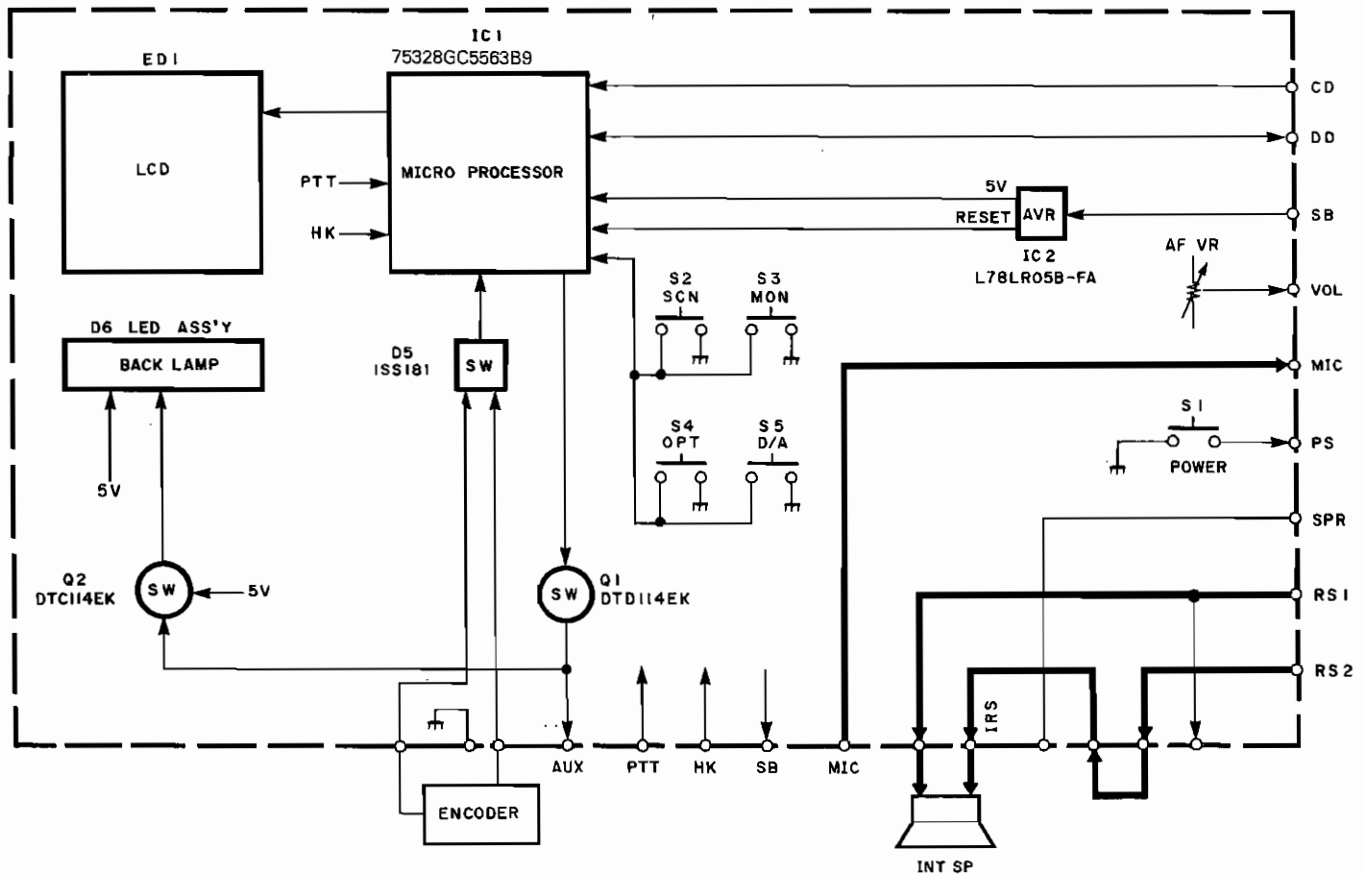 IC1
75328GC5563B9
ED1
LCD
MICRO PROCESSOR
PTT
HK
CD
DD
5V
RESET
AVR
SB
IC2
L78LR05B-FA
AF VR
VOL
S2
SCN
S3
MON
D6 LED ASS'Y
BACK LAMP
D5
1SS181
SW
MIC
S1
PS
POWER
S4
OPT
S5
D/A
5V
SPR
Q2
DTC114EK
SW
5V
SW
Q1
DTD114EK
RS1
RS2
IRS
AUX
PTT
HK
SB
MIC
ENCODER
INT SP